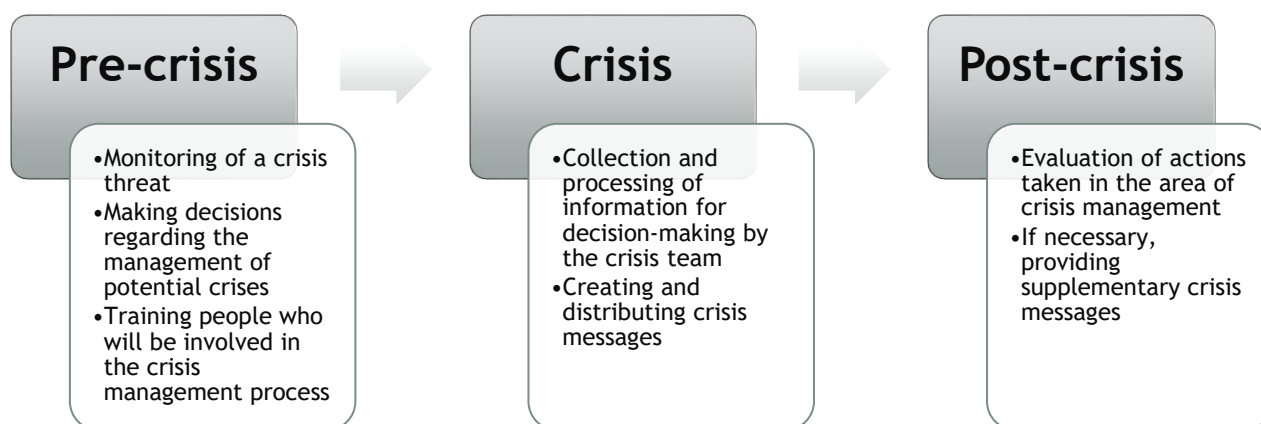 Pre-crisis
•Monitoring of a crisis
threat
•Making decisions
regarding the
management of
potential crises
•Training people who
will be involved in
the crisis
management process
Crisis
•Collection and
processing of
information for
decision-making by
the crisis team
•Creating and
distributing crisis
messages
Post-crisis
•Evaluation of actions
taken in the area of
crisis management
•If necessary,
providing
supplementary crisis
messages